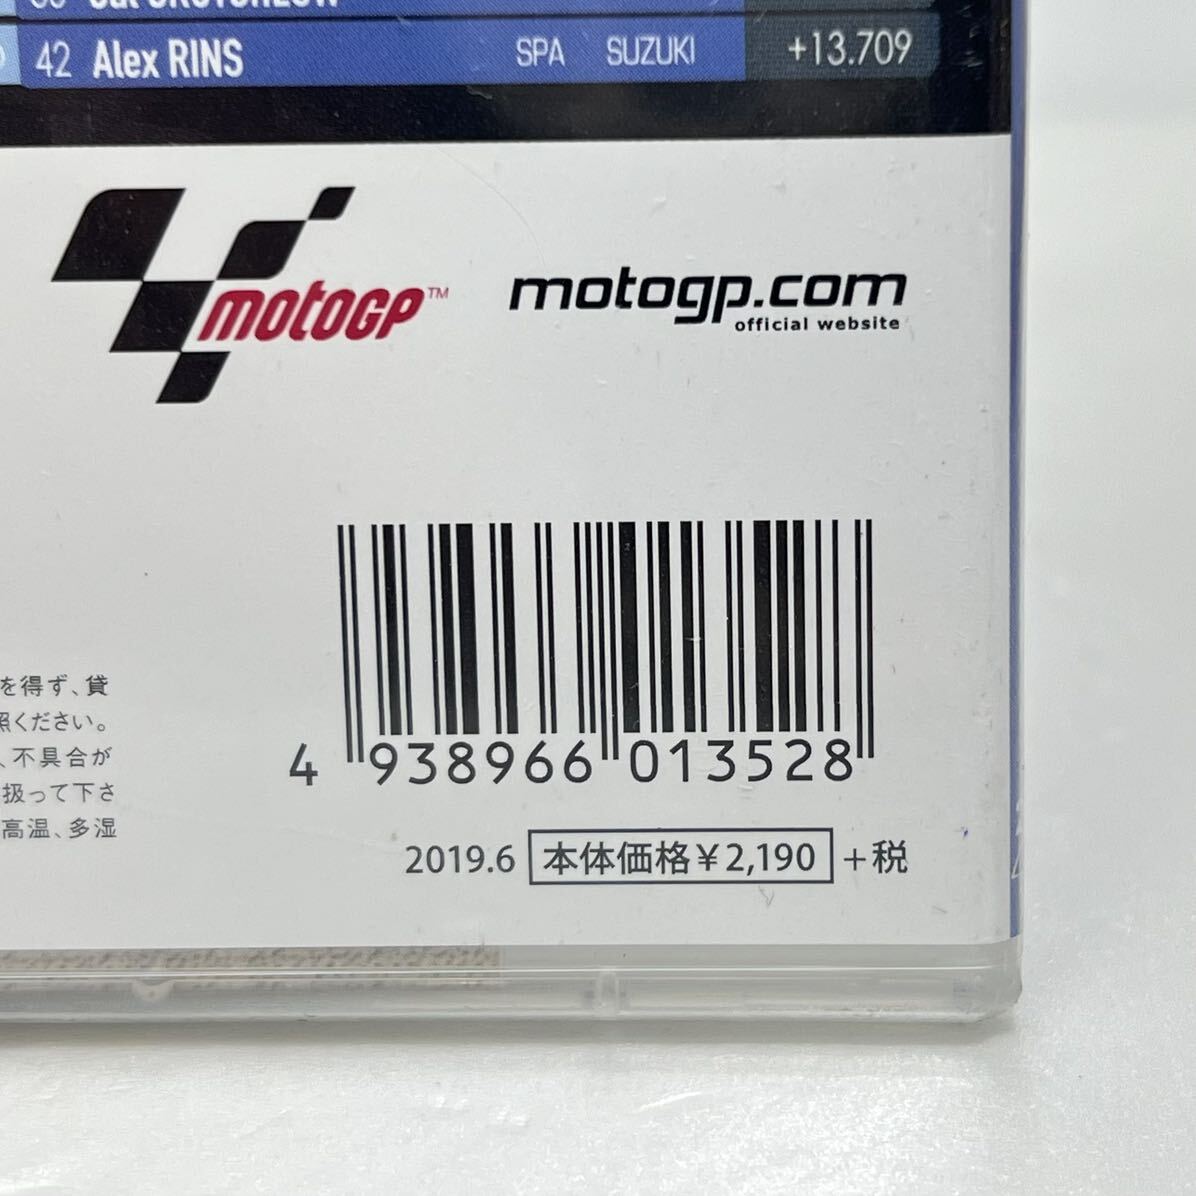 42 Alex RINS SPA SUZUKI +13.709
motoGP™
motogp.com
official website
を得ず、貸
照ください。
、不具合が
扱って下さ
高温、多湿
4 938966 013528
2019.6 本体価格¥2,190 +税